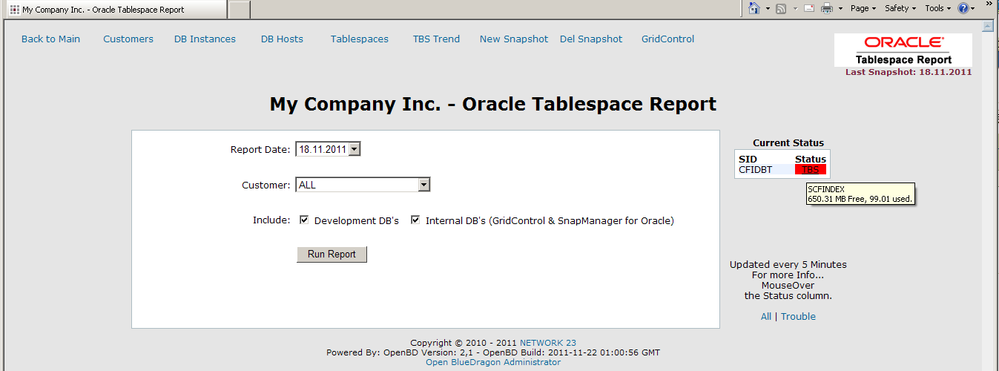 My Company Inc. - Oracle Tablespace Report
Page Safety Tools
Back to Main Customers DB Instances DB Hosts Tablespaces TBS Trend New Snapshot Del Snapshot GridControl
ORACLE
Tablespace Report
Last Snapshot: 18.11.2011
My Company Inc. - Oracle Tablespace Report
Report Date: 18.11.2011
Customer: ALL
Include: Development DB's Internal DB's (GridControl & SnapManager for Oracle)
Run Report
Current Status
SID Status
CFIDBT TBS
SCFINDEX
650.31 MB Free, 99.01 used.
Updated every 5 Minutes
For more Info...
MouseOver
the Status column.
All | Trouble
Copyright © 2010 - 2011 NETWORK 23
Powered By: OpenBD Version: 2,1 - OpenBD Build: 2011-11-22 01:00:56 GMT
Open BlueDragon Administrator